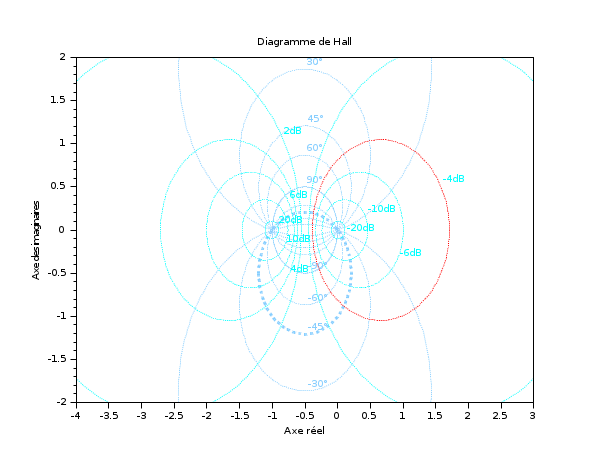 Diagramme de Hall
2
30°
1.5
45°
2dB
1
60°
90°
-4dB
0.5
6dB
-10dB
20dB
-20dB
0
10dB
-6dB
4dB
-90°
-0.5
-60°
-1
-45°
-1.5
-30°
-2
-4
-3.5
-3
-2.5
-2
-1.5
-1
-0.5
0
0.5
1
1.5
2
2.5
3
Axe réel
Axe des imaginaires